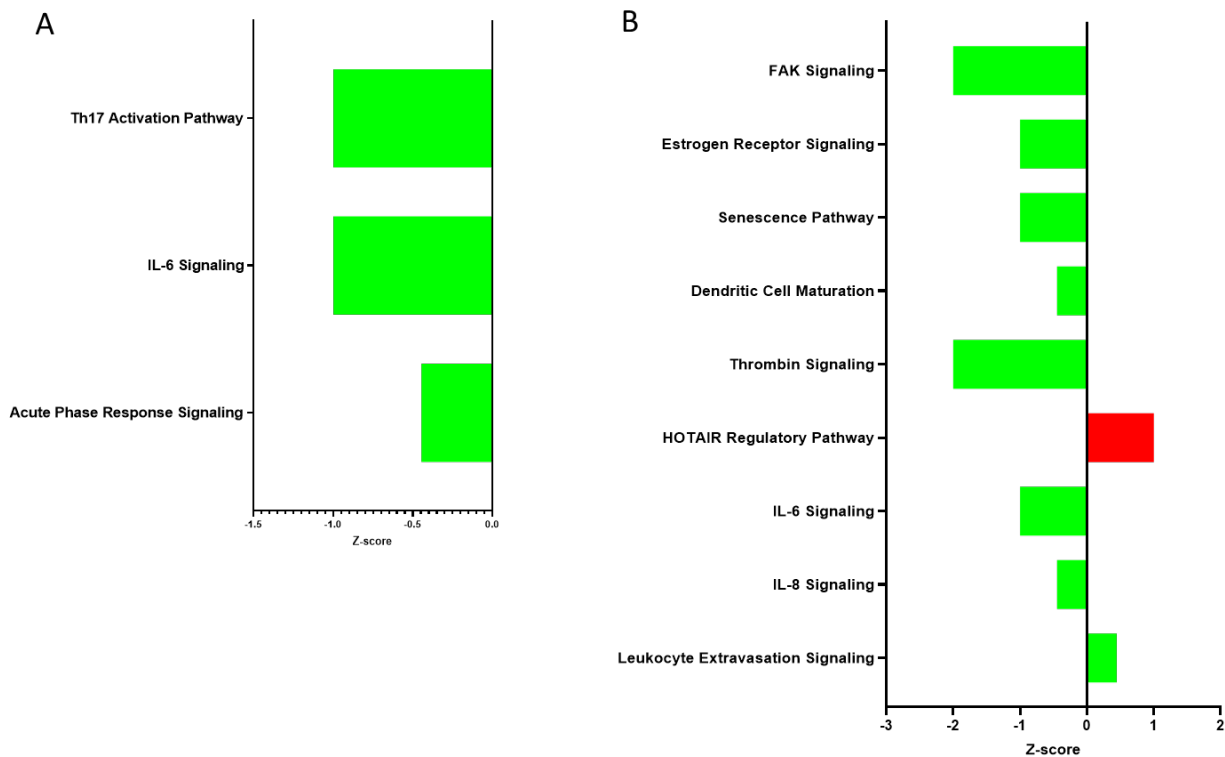 A
Th17 Activation Pathway
IL-6 Signaling
Acute Phase Response Signaling
-1.5 -1.0 -0.5 0.0
Z-score
B
FAK Signaling
Estrogen Receptor Signaling
Senescence Pathway
Dendritic Cell Maturation
Thrombin Signaling
HOTAIR Regulatory Pathway
IL-6 Signaling
IL-8 Signaling
Leukocyte Extravasation Signaling
-3 -2 -1 0 1 2
Z-score